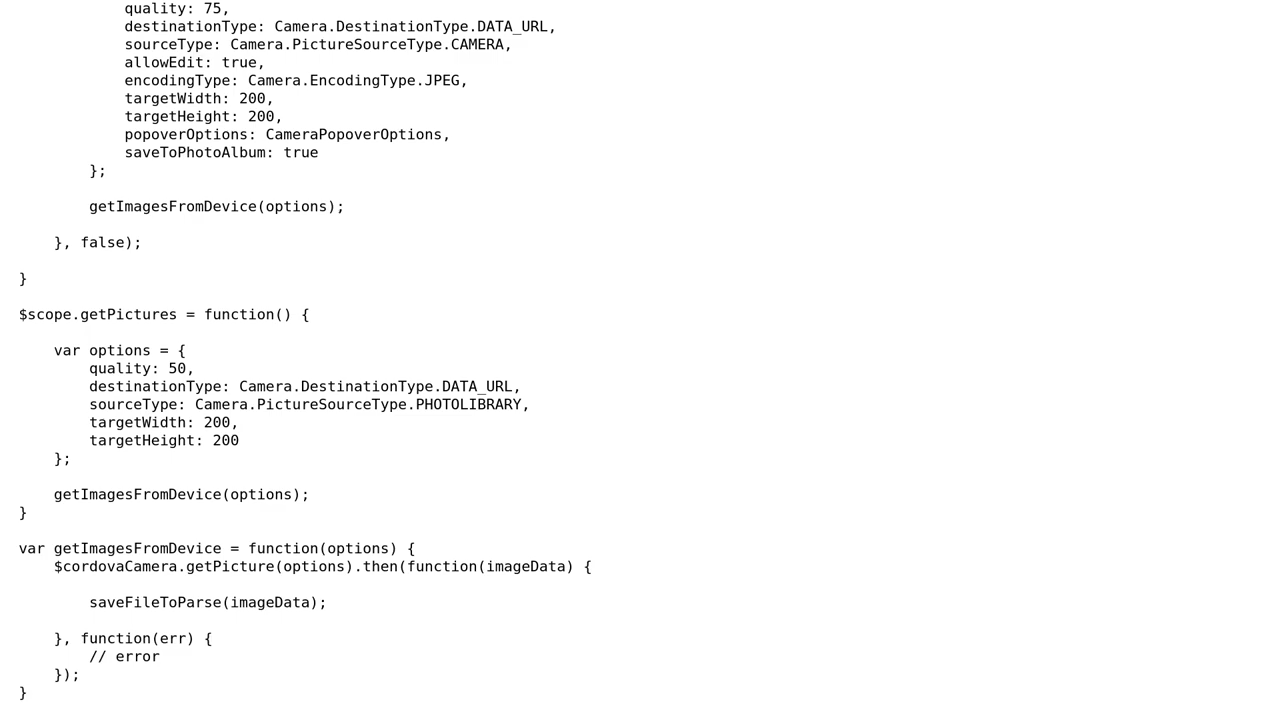 quality: 75,
destinationType: Camera.DestinationType.DATA_URL,
sourceType: Camera.PictureSourceType.CAMERA,
allowEdit: true,
encodingType: Camera.EncodingType.JPEG,
targetWidth: 200,
targetHeight: 200,
popoverOptions: CameraPopoverOptions,
saveToPhotoAlbum: true
};
getImagesFromDevice(options);
}, false);
}
$scope.getPictures = function() {
var options = {
quality: 50,
destinationType: Camera.DestinationType.DATA_URL,
sourceType: Camera.PictureSourceType.PHOTOLIBRARY,
targetWidth: 200,
targetHeight: 200
};
getImagesFromDevice(options);
}
var getImagesFromDevice = function(options) {
$cordovaCamera.getPicture(options).then(function(imageData) {
saveFileToParse(imageData);
}, function(err) {
// error
});
}